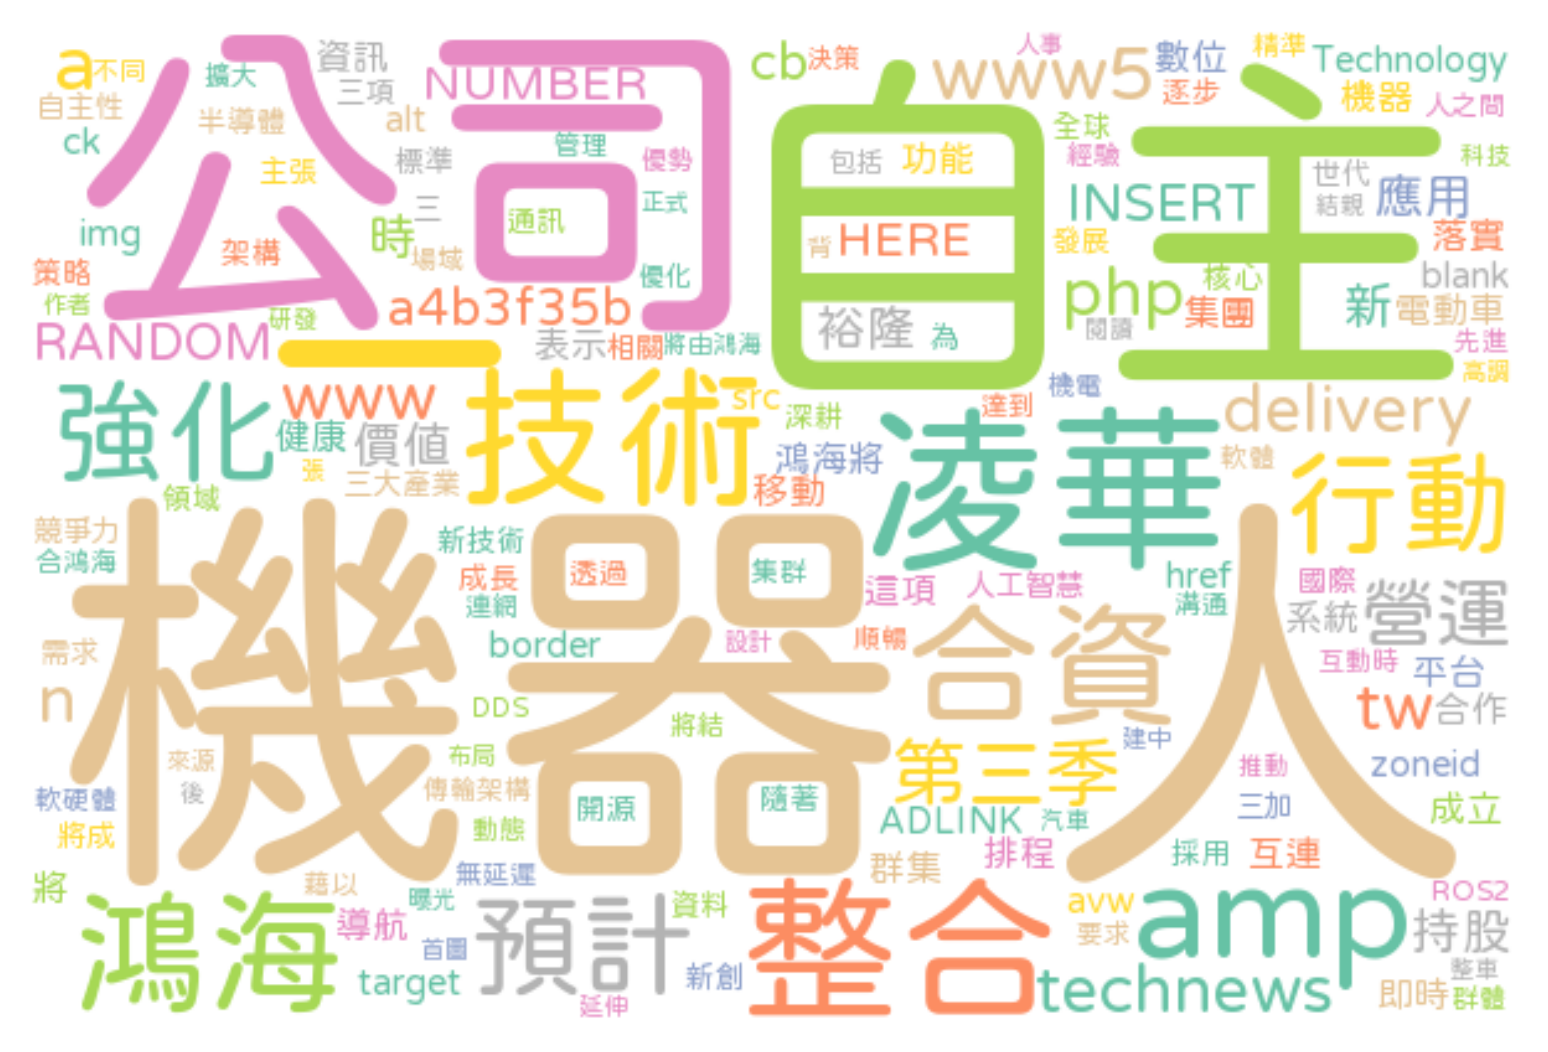 公司
自主
機器人
技術
一
凌華
強化
行動
合資
鴻海
預計
整合
amp
technews
第三季
營運
delivery
www5
NUMBER
RANDOM
INSERT
HERE
php
a4b3f35b
www
a
不同
擴大
資訊
三項
自主性
半導體
alt
ck
主張
標準
三
img
架構
時
場域
策略
作者
研發
管理
優勢
通訊
正式
優化
表示
相關
將由鴻海
cb
決策
人事
數位
逐步
精準
Technology
機器
人之間
全球
經驗
科技
包括
功能
世代
結親
應用
背
發展
落實
核心
blank
裕隆
為
閱讀
集團
新
電動車
先進
高調
機電
src
深耕
達到
健康
價值
張
三大產業
領域
鴻海將
移動
軟體
競爭力
合鴻海
新技術
成長
連網
透過
集群
這項
人工智慧
href
溝通
國際
系統
border
設計
順暢
互動時
平台
需求
n
DDS
將結
tw
合作
建中
來源
後
布局
傳輸架構
推動
zoneid
軟硬體
將成
動態
開源
隨著
ADLINK
汽車
三加
成立
無延遲
群集
排程
採用
互連
將
藉以
曝光
導航
首圖
target
資料
新創
延伸
avw
要求
ROS2
持股
整車
即時
群體